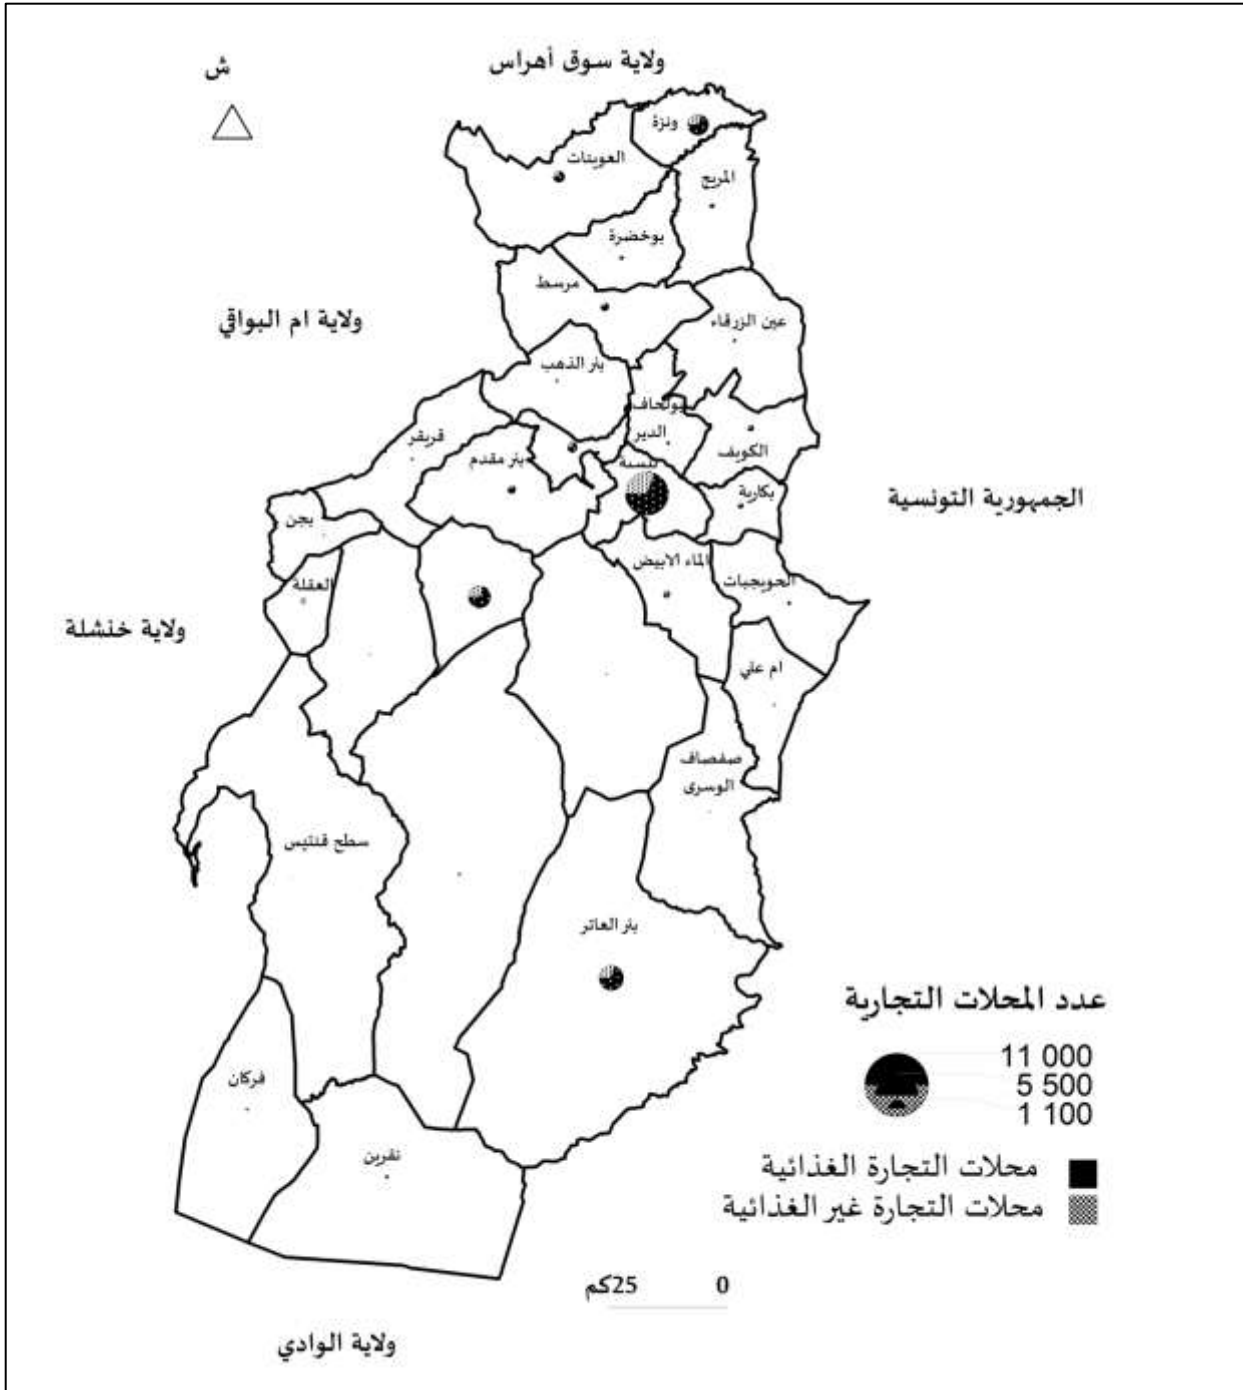 ولاية سوق أهراس
ش
ونزة
العوينات
المريج
بوخضرة
مرسط
ولاية ام البواقي
عين الزرقاء
بئر الذهب
بولحاف
الدير
قريقر
الكويف
تبسة
بئر مقدم
بكارية
الجمهورية التونسية
بجن
الماء الابيض
الحويجبات
العقلة
ولاية خنشلة
ام علي
صفصاف
الوسرى
سطح قنتيس
بئر العاتر
عدد المحلات التجارية
11 000
5 500
1 100
فركان
نقرين
محلات التجارة الغذائية
محلات التجارة غير الغذائية
25كم 0
ولاية الوادي